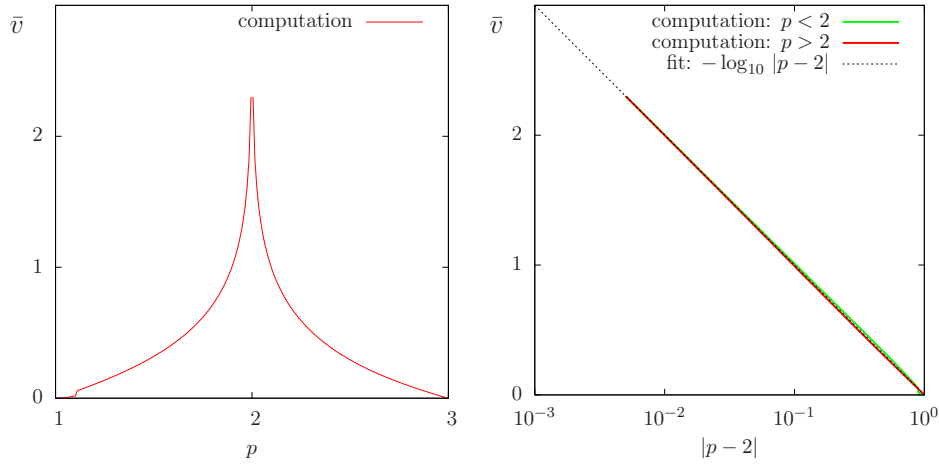 v̄
computation
2
1
0
1
2
3
p
v̄
computation: p < 2
computation: p > 2
fit: − log₁₀ |p − 2|
2
1
0
10⁻³
10⁻²
10⁻¹
10⁰
|p − 2|